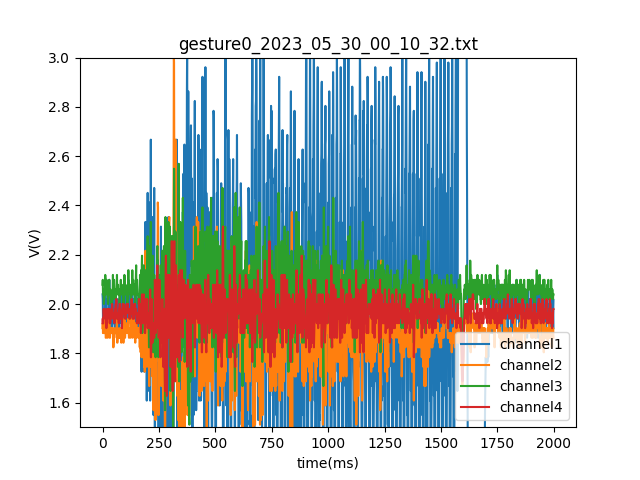 gesture0_2023_05_30_00_10_32.txt
3.0
2.8
2.6
2.4
2.2
2.0
1.8
1.6
V(V)
channel1
channel2
channel3
channel4
0 250 500 750 1000 1250 1500 1750 2000
time(ms)